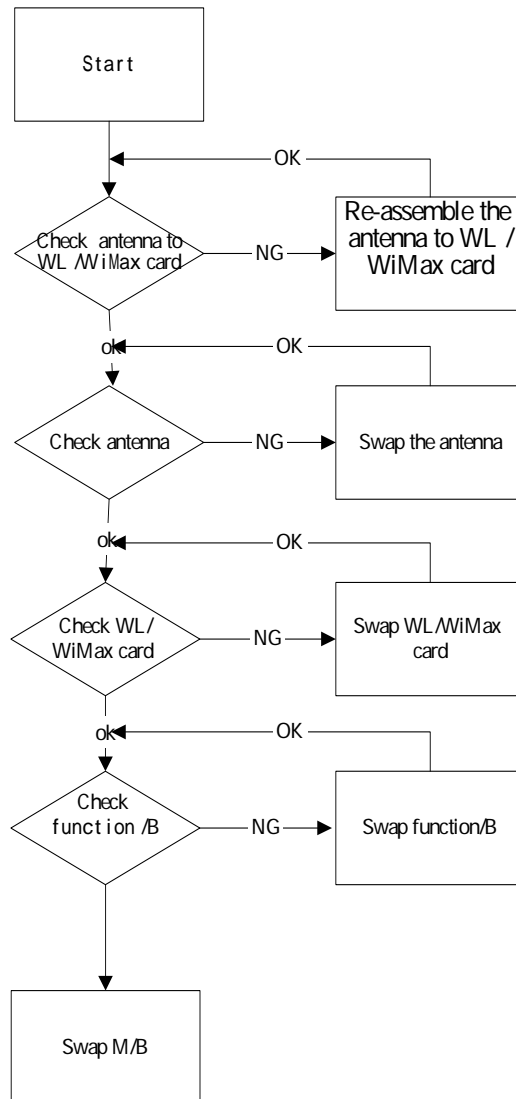 Start
OK
Check antenna to
WL /WiMax card
NG
Re-assemble the
antenna to WL /
WiMax card
ok
OK
Check antenna
NG
Swap the antenna
ok
OK
Check WL/
WiMax card
NG
Swap WL/WiMax
card
ok
OK
Check
function /B
NG
Swap function/B
Swap M/B